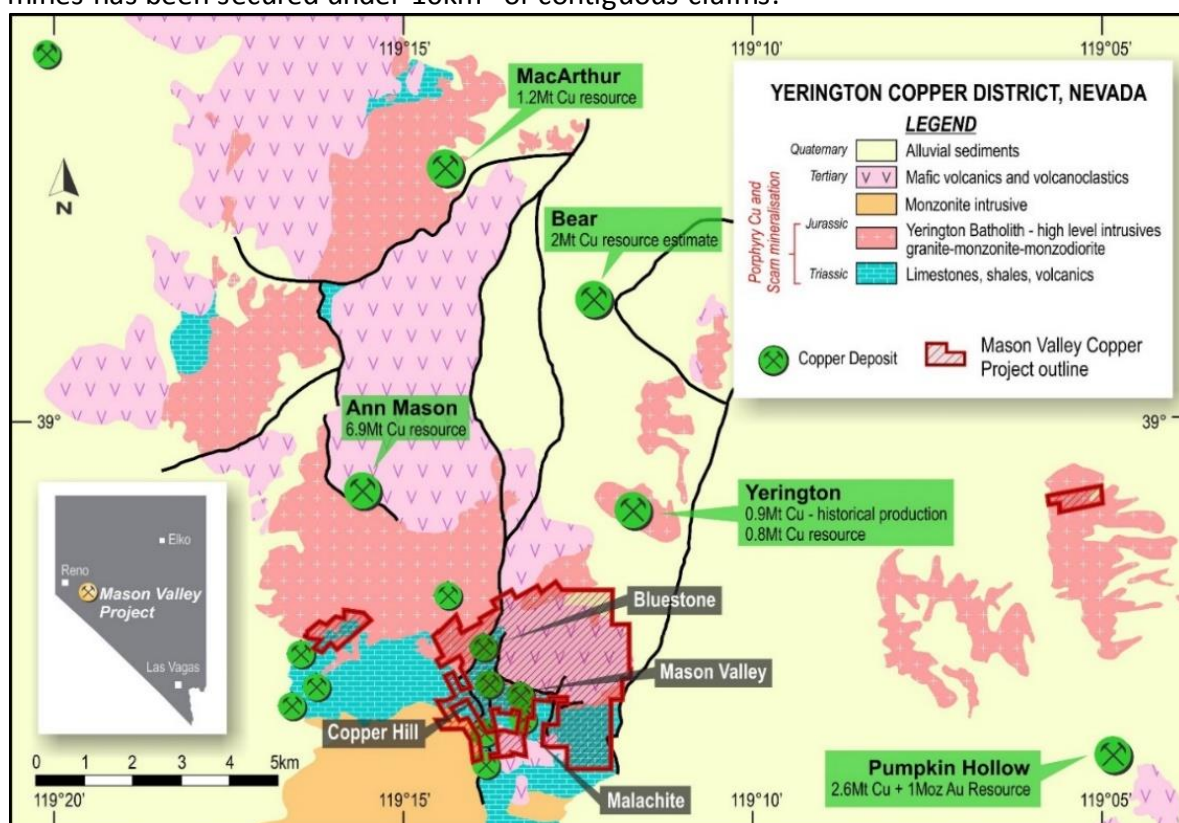 mines has been secured under 10km² of contiguous claims.
119°15'
119°10'
119°05'
MacArthur
1.2Mt Cu resource
YERINGTON COPPER DISTRICT, NEVADA
LEGEND
Quaternary
Alluvial sediments
Tertiary
Mafic volcanics and volcanoclastics
Monzonite intrusive
Porphyry Cu and
Scarn mineralisation
Jurassic
Yerington Batholith - high level intrusives
granite-monzonite-monzodiorite
Triassic
Limestones, shales, volcanics
Copper Deposit
Mason Valley Copper
Project outline
N
Bear
2Mt Cu resource estimate
39°
39°
Ann Mason
6.9Mt Cu resource
Yerington
0.9Mt Cu - historical production
0.8Mt Cu resource
Elko
Reno
Mason Valley
Project
Las Vagas
Bluestone
Mason Valley
Copper Hill
Malachite
Pumpkin Hollow
2.6Mt Cu + 1Moz Au Resource
0 1 2 3 4 5km
119°20'
119°15'
119°10'
119°05'